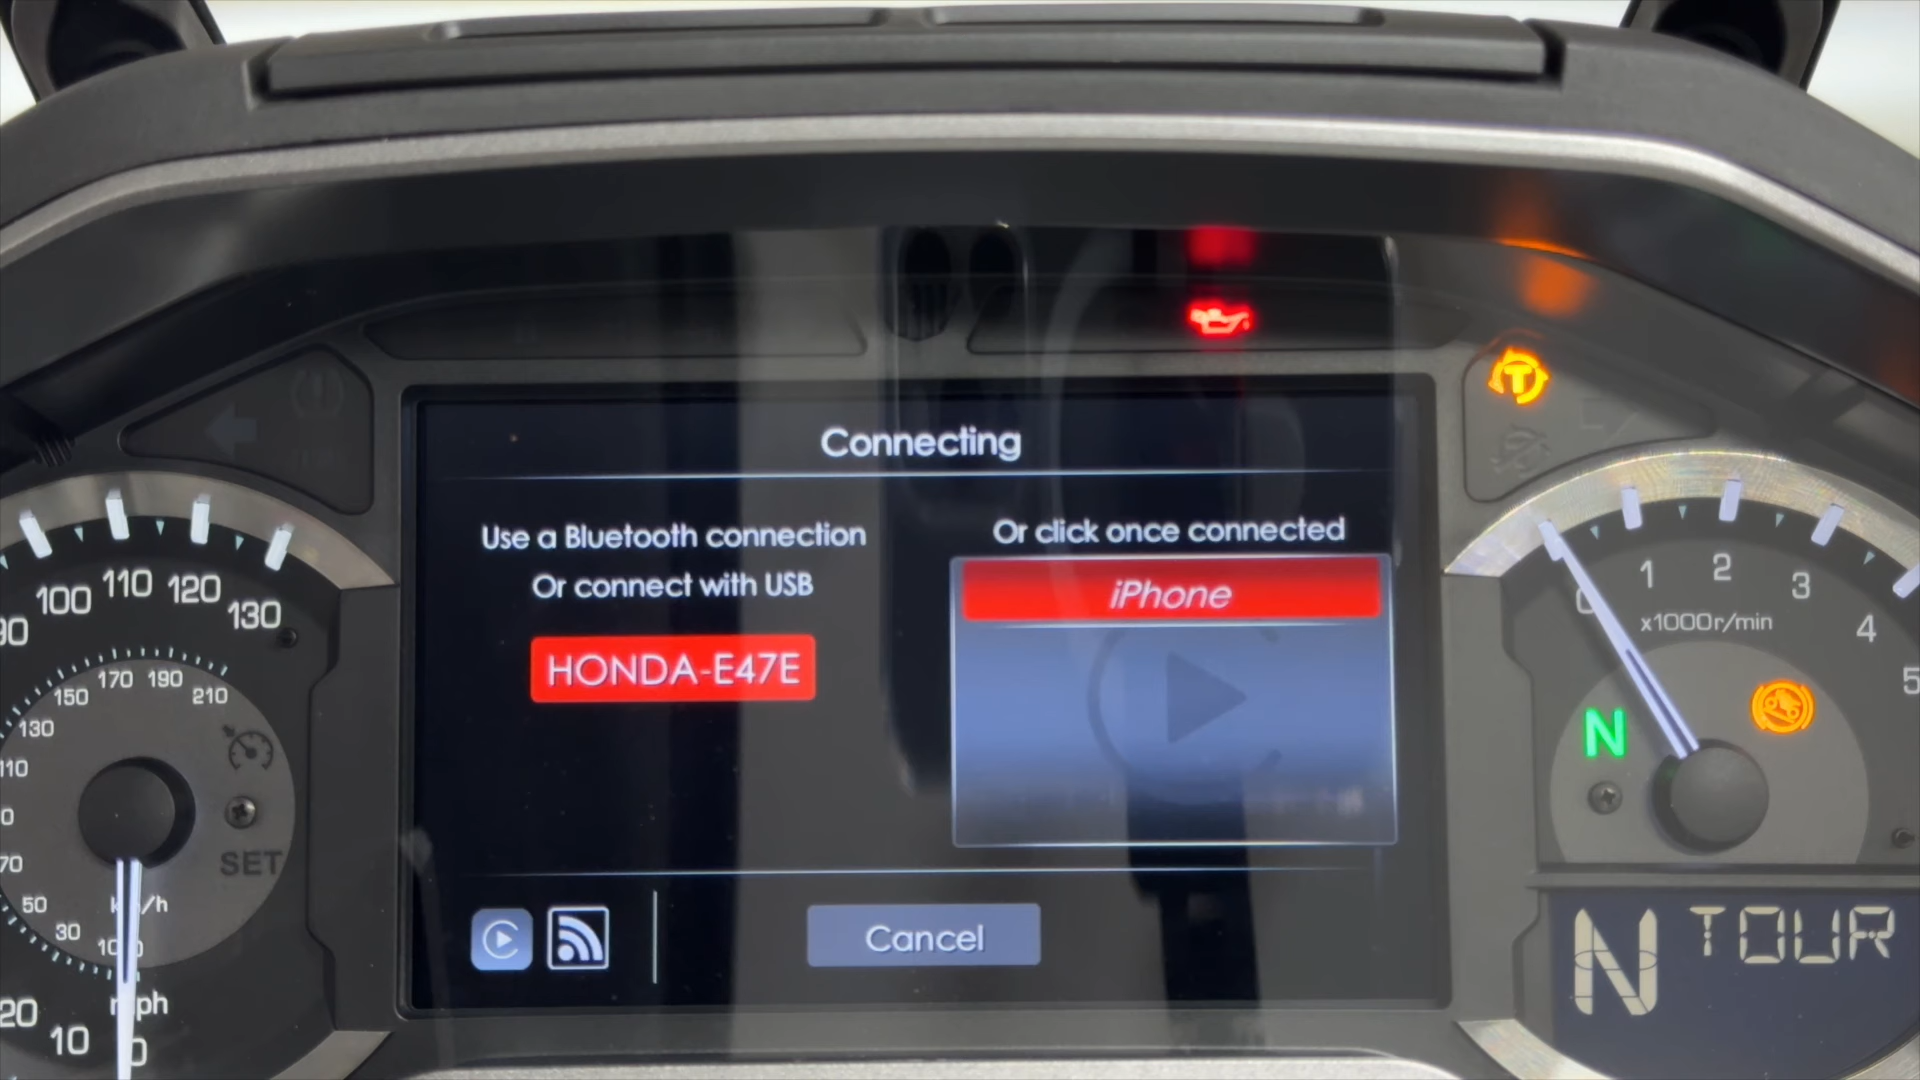 Connecting
Use a Bluetooth connection
Or connect with USB
HONDA-E47E
Or click once connected
iPhone
Cancel
90 100 110 120 130
130 150 170 190 210
110
70
50
30
SET
km/h
mph
20
10
0
0 1 2 3 4 5
x1000r/min
N
T
N TOUR